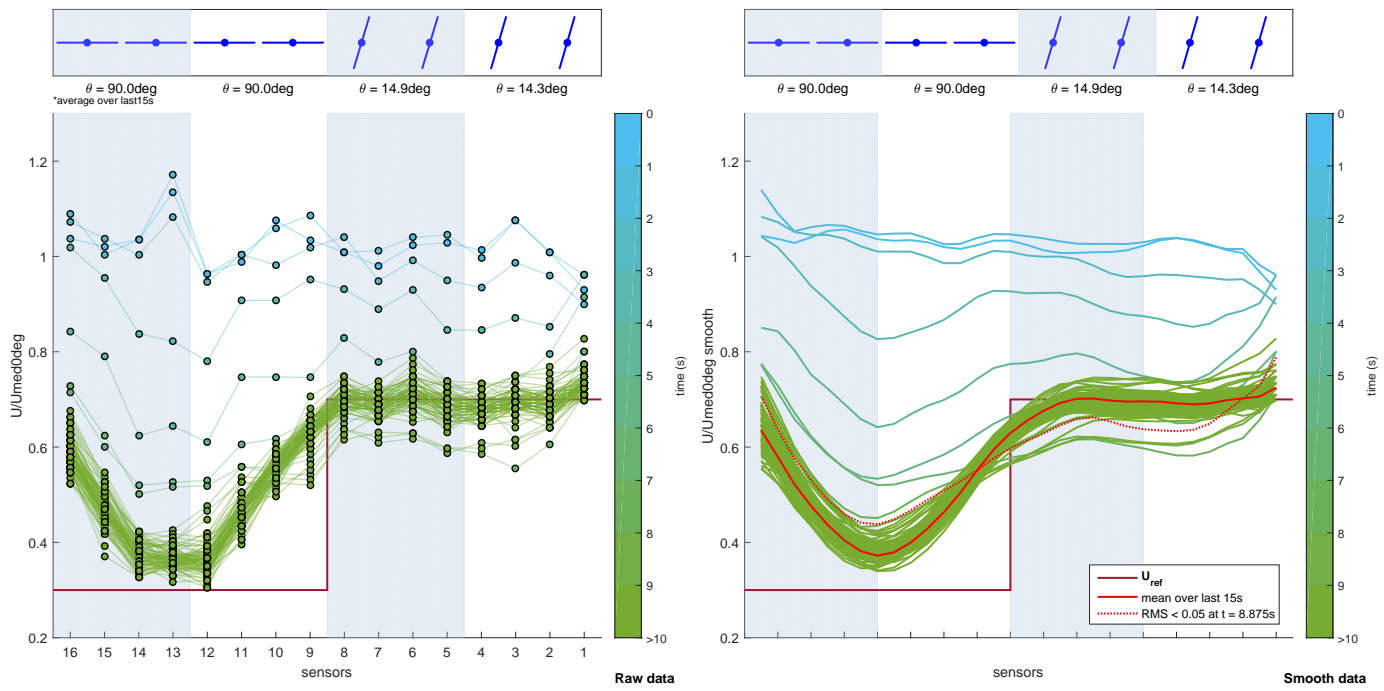 θ = 90.0deg
θ = 90.0deg
θ = 14.9deg
θ = 14.3deg
*average over last15s
U/Umed0deg
1.2
1
0.8
0.6
0.4
0.2
16 15 14 13 12 11 10 9 8 7 6 5 4 3 2 1
sensors
0
1
2
3
4
5
6
7
8
9
>10
time (s)
Raw data
θ = 90.0deg
θ = 90.0deg
θ = 14.9deg
θ = 14.3deg
U/Umeddeg smooth
1.2
1
0.8
0.6
0.4
0.2
U_ref
mean over last 15s
RMS < 0.05 at t = 8.875s
sensors
0
1
2
3
4
5
6
7
8
9
>10
time (s)
Smooth data